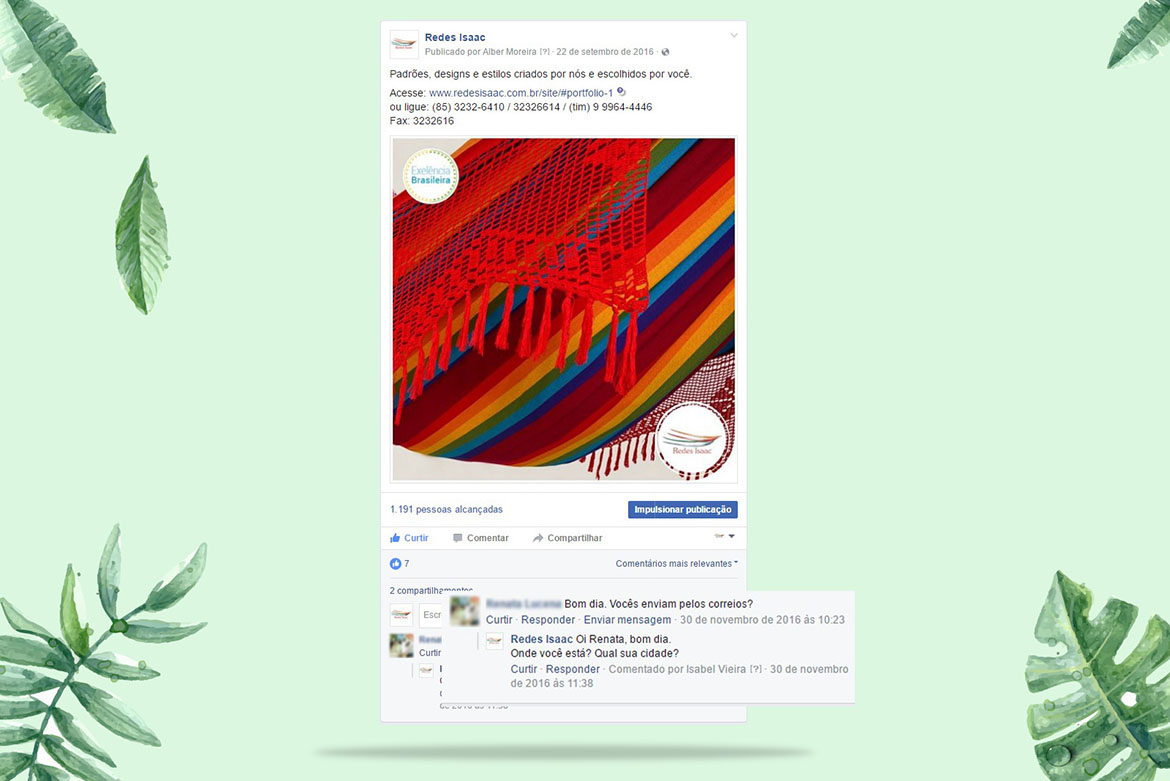 Redes Isaac
Publicado por Alber Moreira [?] · 22 de setembro de 2016 ·
Padrões, designs e estilos criados por nós e escolhidos por você.
Acesse: www.redesisaac.com.br/site/#portfolio-1
ou ligue: (85) 3232-6410 / 32326614 / (tim) 9 9964-4446
Fax: 3232616
Exelência
Brasileira
Redes Isaac
1.191 pessoas alcançadas
Impulsionar publicação
Curtir Comentar Compartilhar
7
Comentários mais relevantes
2 compartilhamentos
Escr
Bom dia. Vocês enviam pelos correios?
Curtir · Responder · Enviar mensagem · 30 de novembro de 2016 às 10:23
Redes Isaac Oi Renata, bom dia.
Onde você está? Qual sua cidade?
Curtir · Responder · Comentado por Isabel Vieira [?] · 30 de novembro
de 2016 às 11:38
Curtir